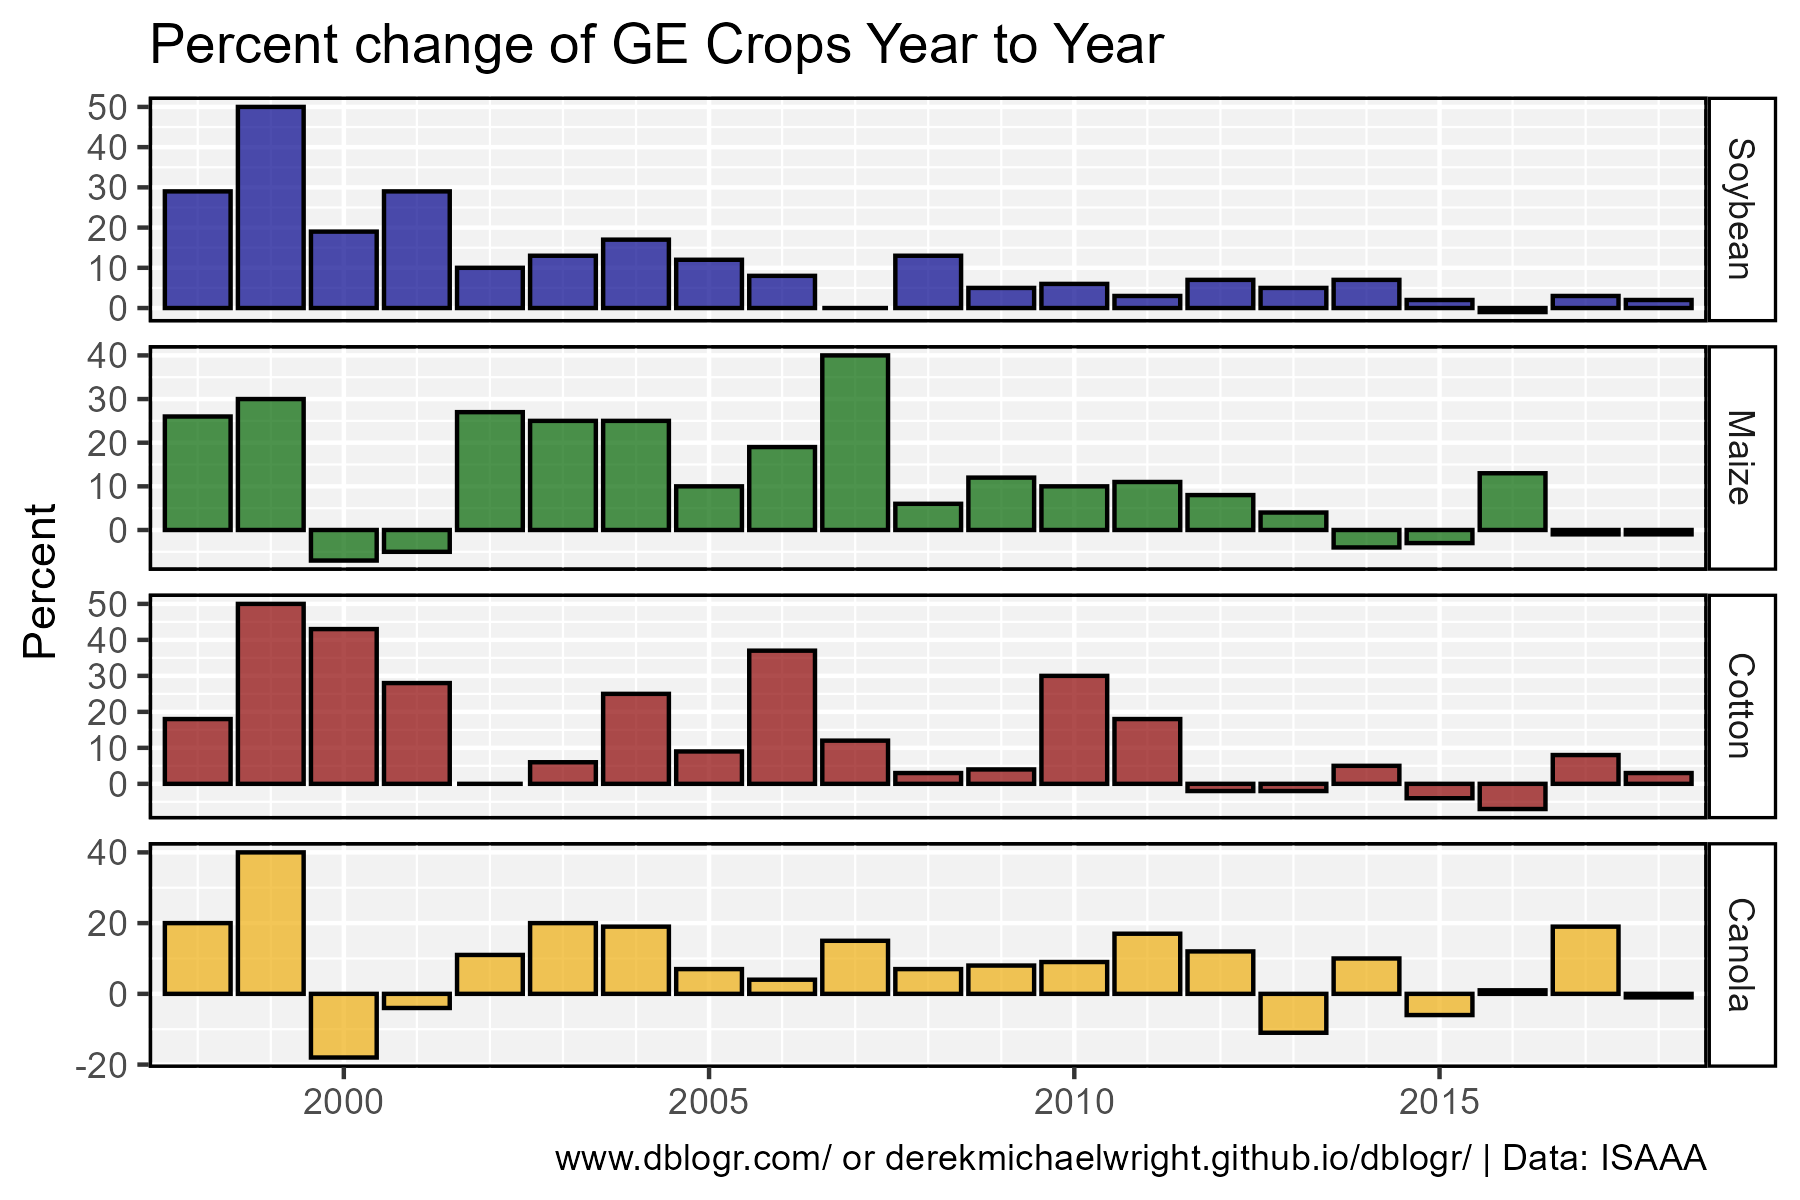 Percent change of GE Crops Year to Year
Percent
50
40
30
20
10
0
Soybean
40
30
20
10
0
Maize
50
40
30
20
10
0
Cotton
40
20
0
-20
Canola
2000 2005 2010 2015
www.dblogr.com/ or derekmichaelwright.github.io/dblogr/ | Data: ISAAA